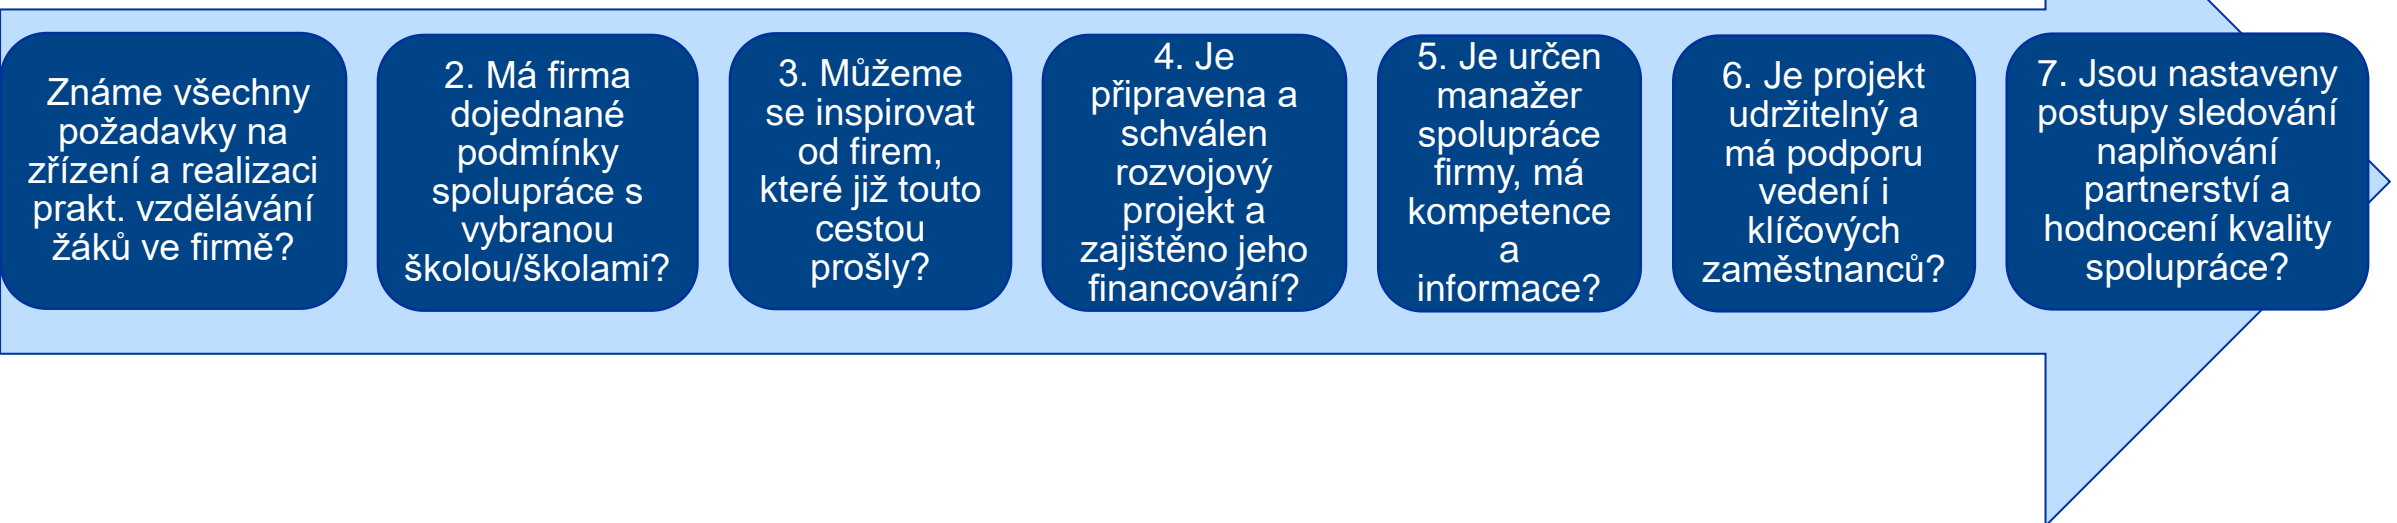 Známe všechny
požadavky na
zřízení a realizaci
prakt. vzdělávání
žáků ve firmě?
2. Má firma
dojednané
podmínky
spolupráce s
vybranou
školou/školami?
3. Můžeme
se inspirovat
od firem,
které již touto
cestou
prošly?
4. Je
připravena a
schválen
rozvojový
projekt a
zajištěno jeho
financování?
5. Je určen
manažer
spolupráce
firmy, má
kompetence
a
informace?
6. Je projekt
udržitelný a
má podporu
vedení i
klíčových
zaměstnanců?
7. Jsou nastaveny
postupy sledování
naplňování
partnerství a
hodnocení kvality
spolupráce?